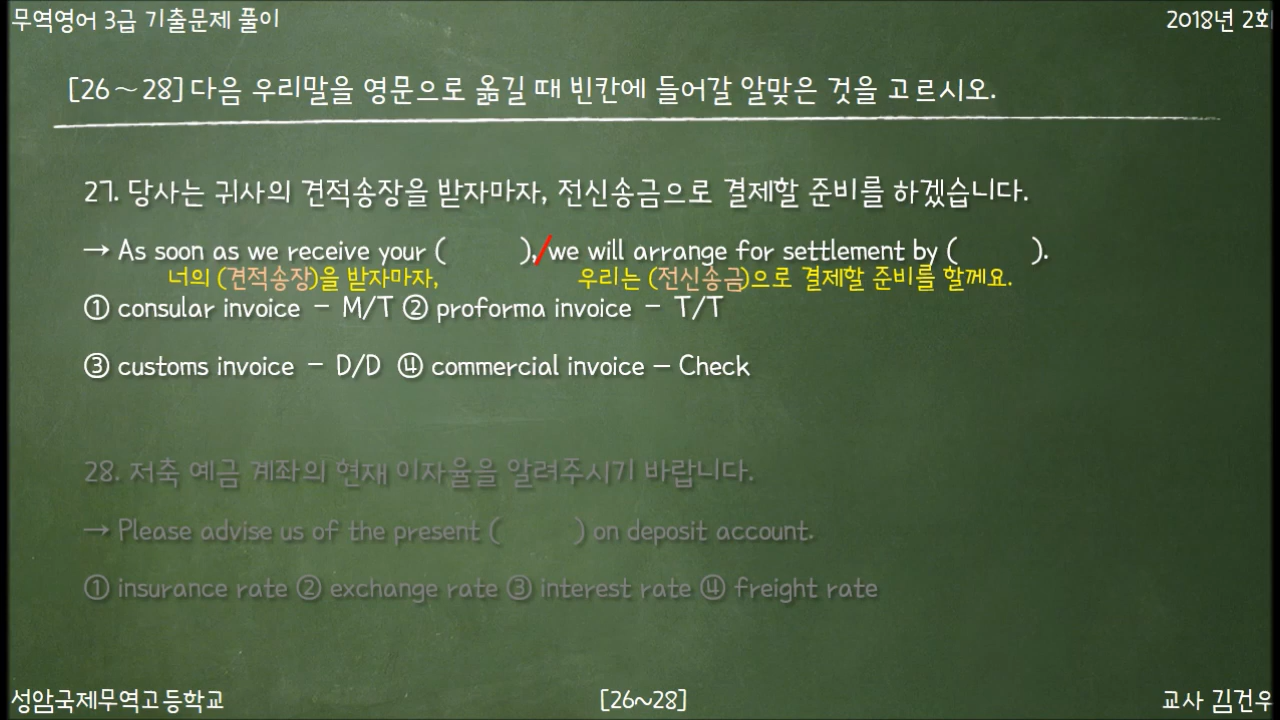 무역영어 3급 기출문제 풀이
2018년 2회
[26~28] 다음 우리말을 영문으로 옮길 때 빈칸에 들어갈 알맞은 것을 고르시오.
27. 당사는 귀사의 견적송장을 받자마자, 전신송금으로 결제할 준비를 하겠습니다.
→ As soon as we receive your ( ),/we will arrange for settlement by ( ).
너의 (견적송장)을 받자마자, 우리는 (전신송금)으로 결제할 준비를 할께요.
① consular invoice - M/T ② proforma invoice - T/T
③ customs invoice - D/D ④ commercial invoice - Check
28. 저축 예금 계좌의 현재 이자율을 알려주시기 바랍니다.
→ Please advise us of the present ( ) on deposit account.
① insurance rate ② exchange rate ③ interest rate ④ freight rate
성암국제무역고등학교
[26~28]
교사 김건우